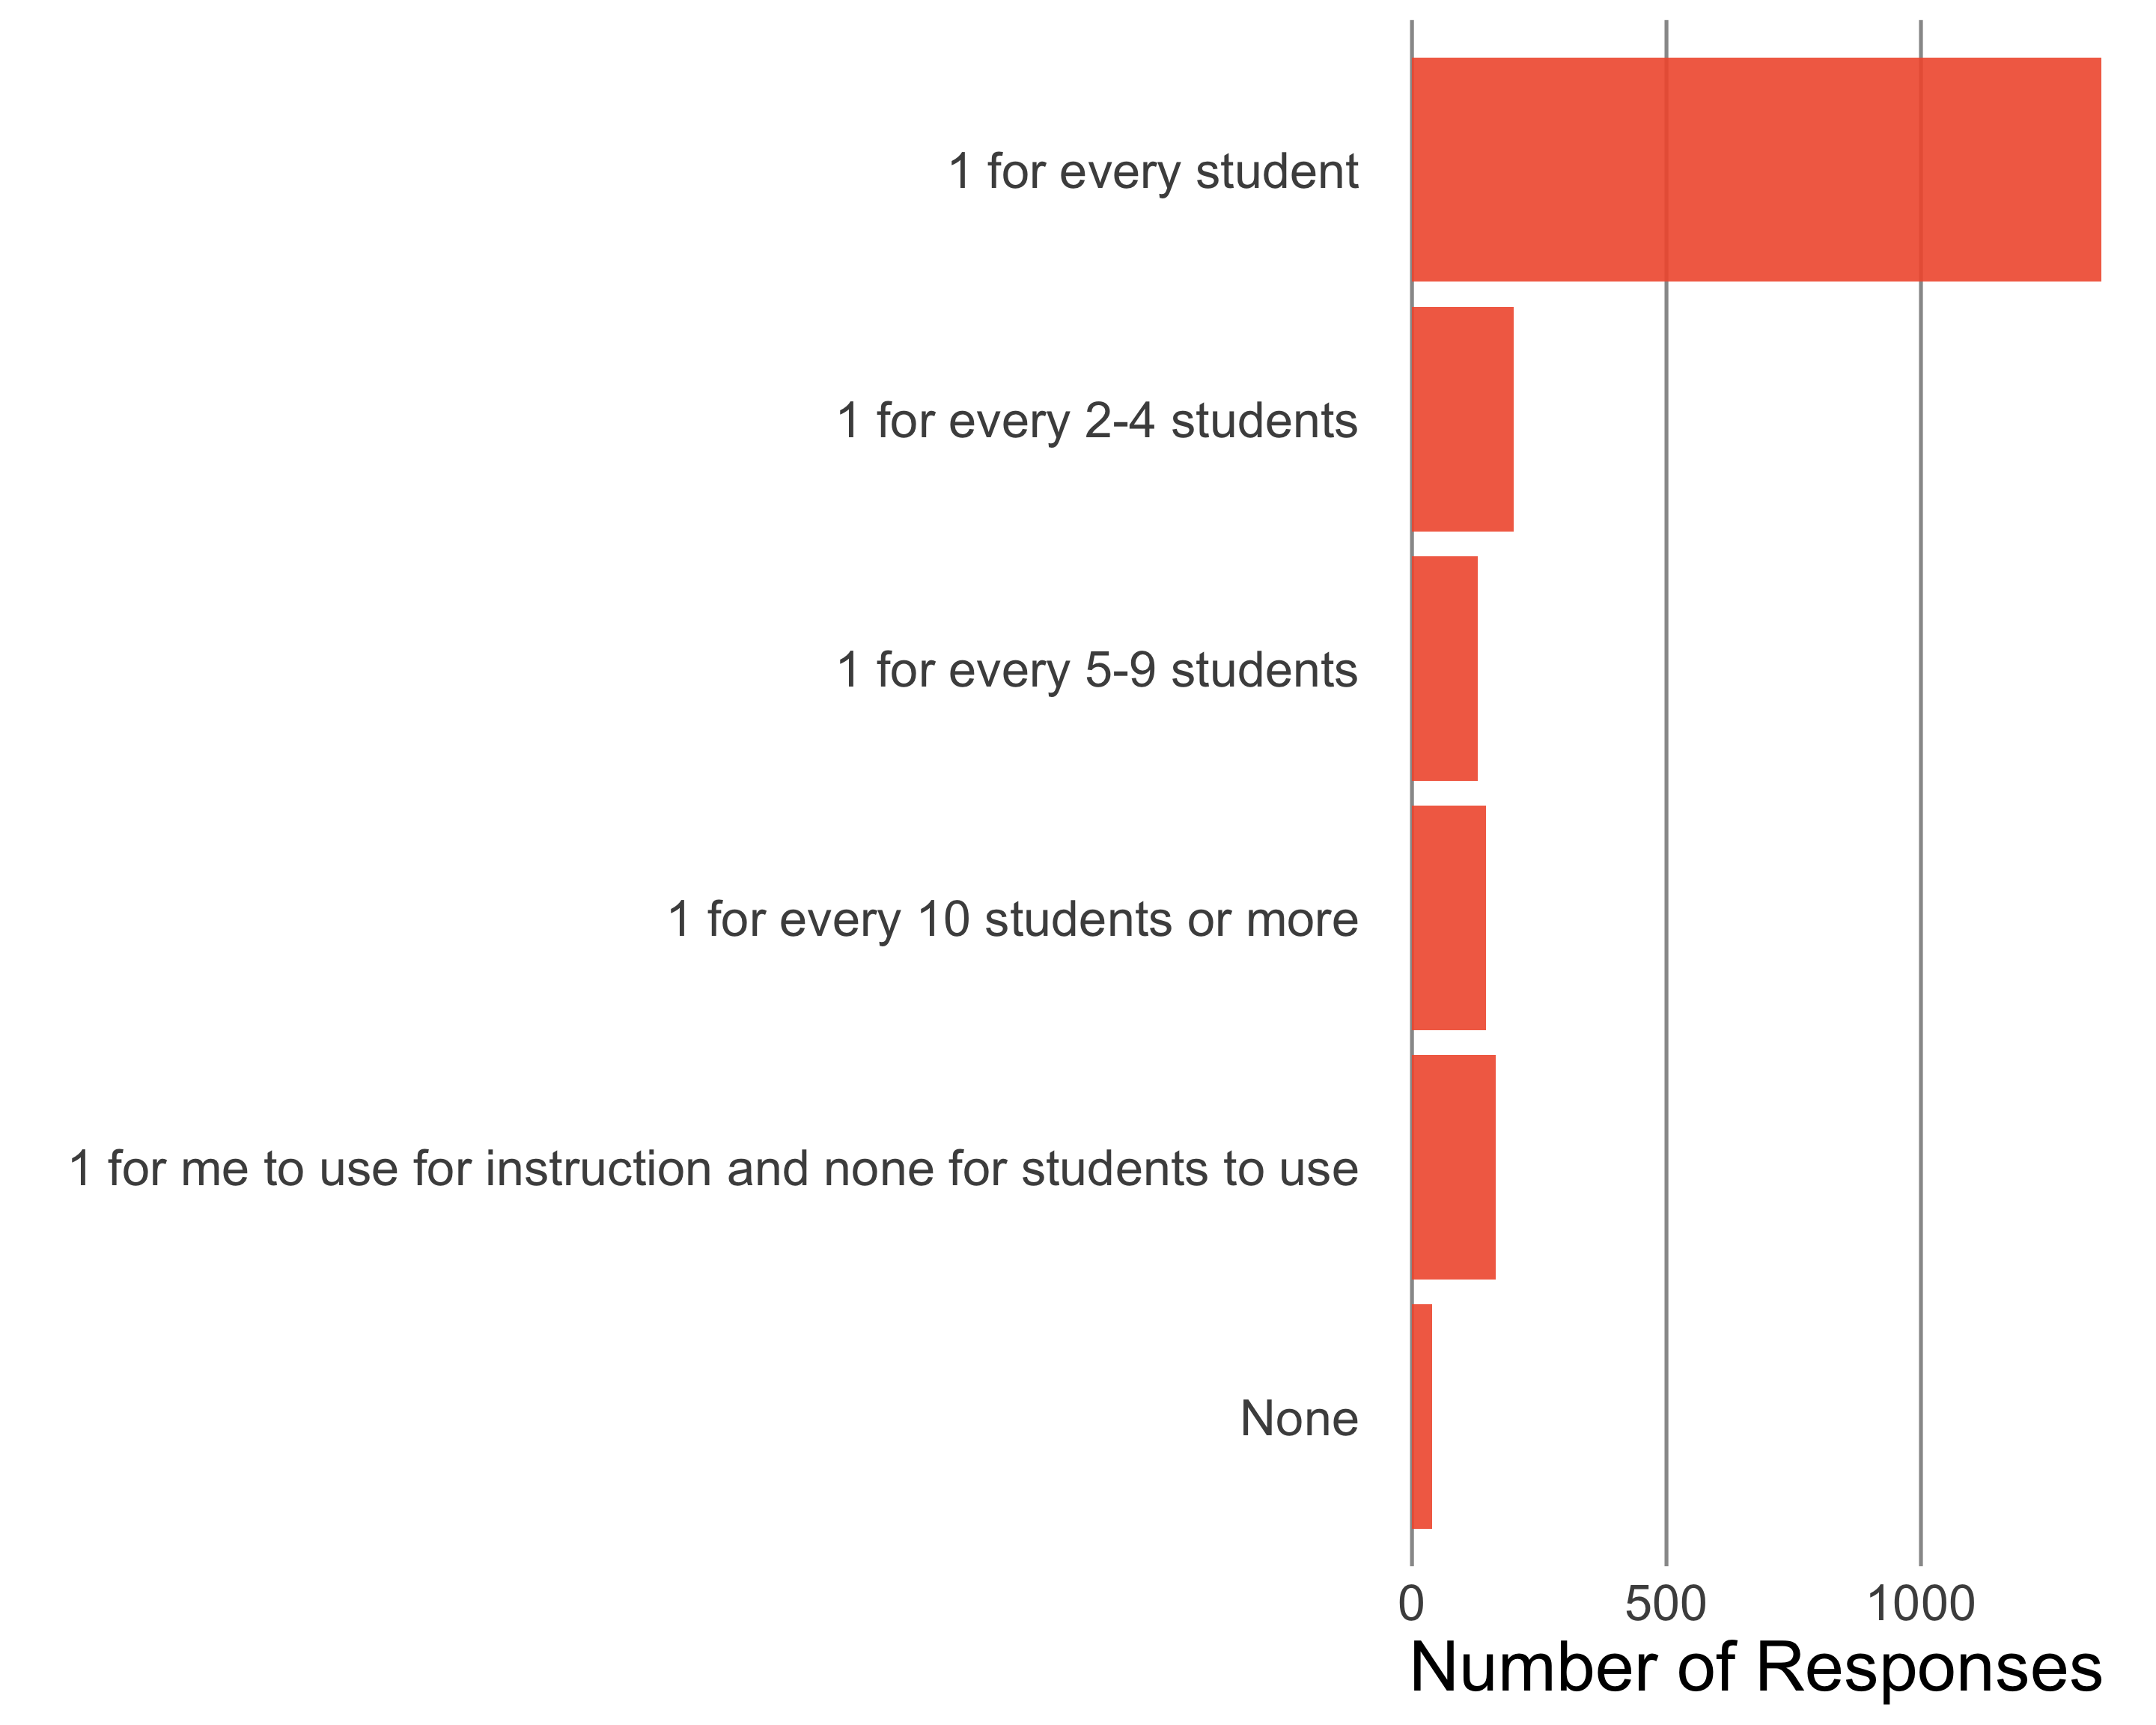 1 for every student
1 for every 2-4 students
1 for every 5-9 students
1 for every 10 students or more
1 for me to use for instruction and none for students to use
None
0 500 1000
Number of Responses